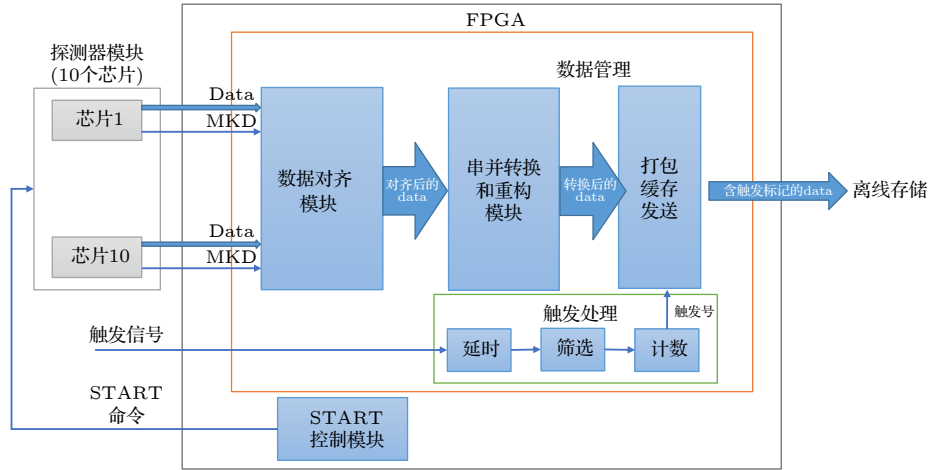 FPGA
探测器模块
(10个芯片)
数据管理
芯片1
Data
MKD
芯片10
Data
MKD
数据对齐
模块
对齐后的
data
串并转换
和重构
模块
转换后的
data
打包
缓存
发送
含触发标记的data
离线存储
触发处理
触发号
触发信号
延时
筛选
计数
START
命令
START
控制模块